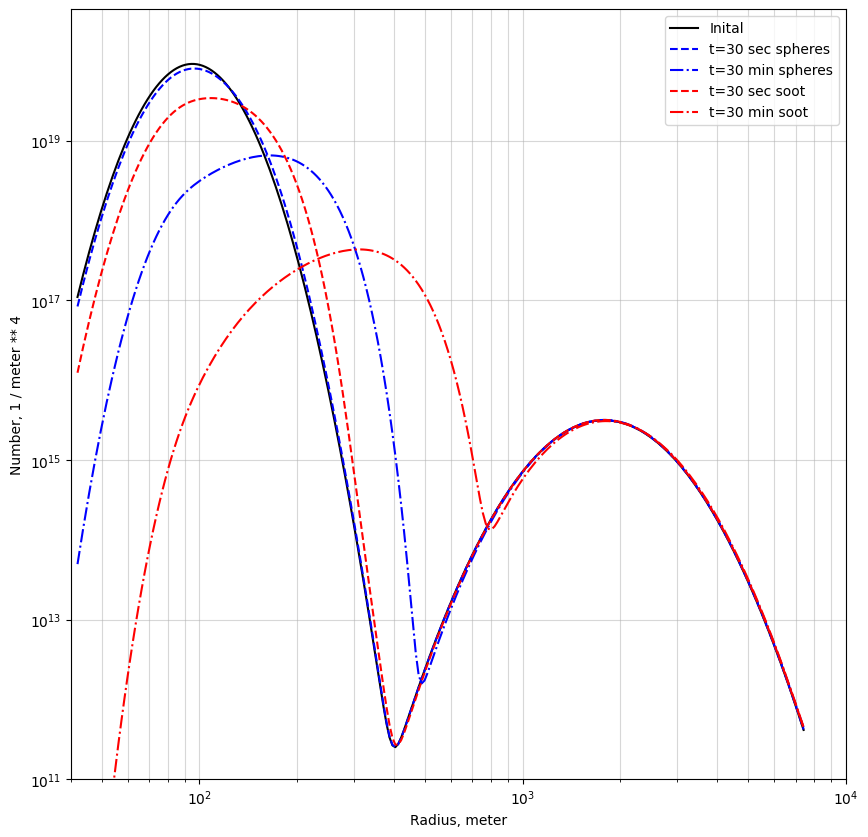 Inital
t=30 sec spheres
t=30 min spheres
t=30 sec soot
t=30 min soot
10^19
10^17
10^15
10^13
10^11
Number, 1 / meter ** 4
10^2
10^3
10^4
Radius, meter